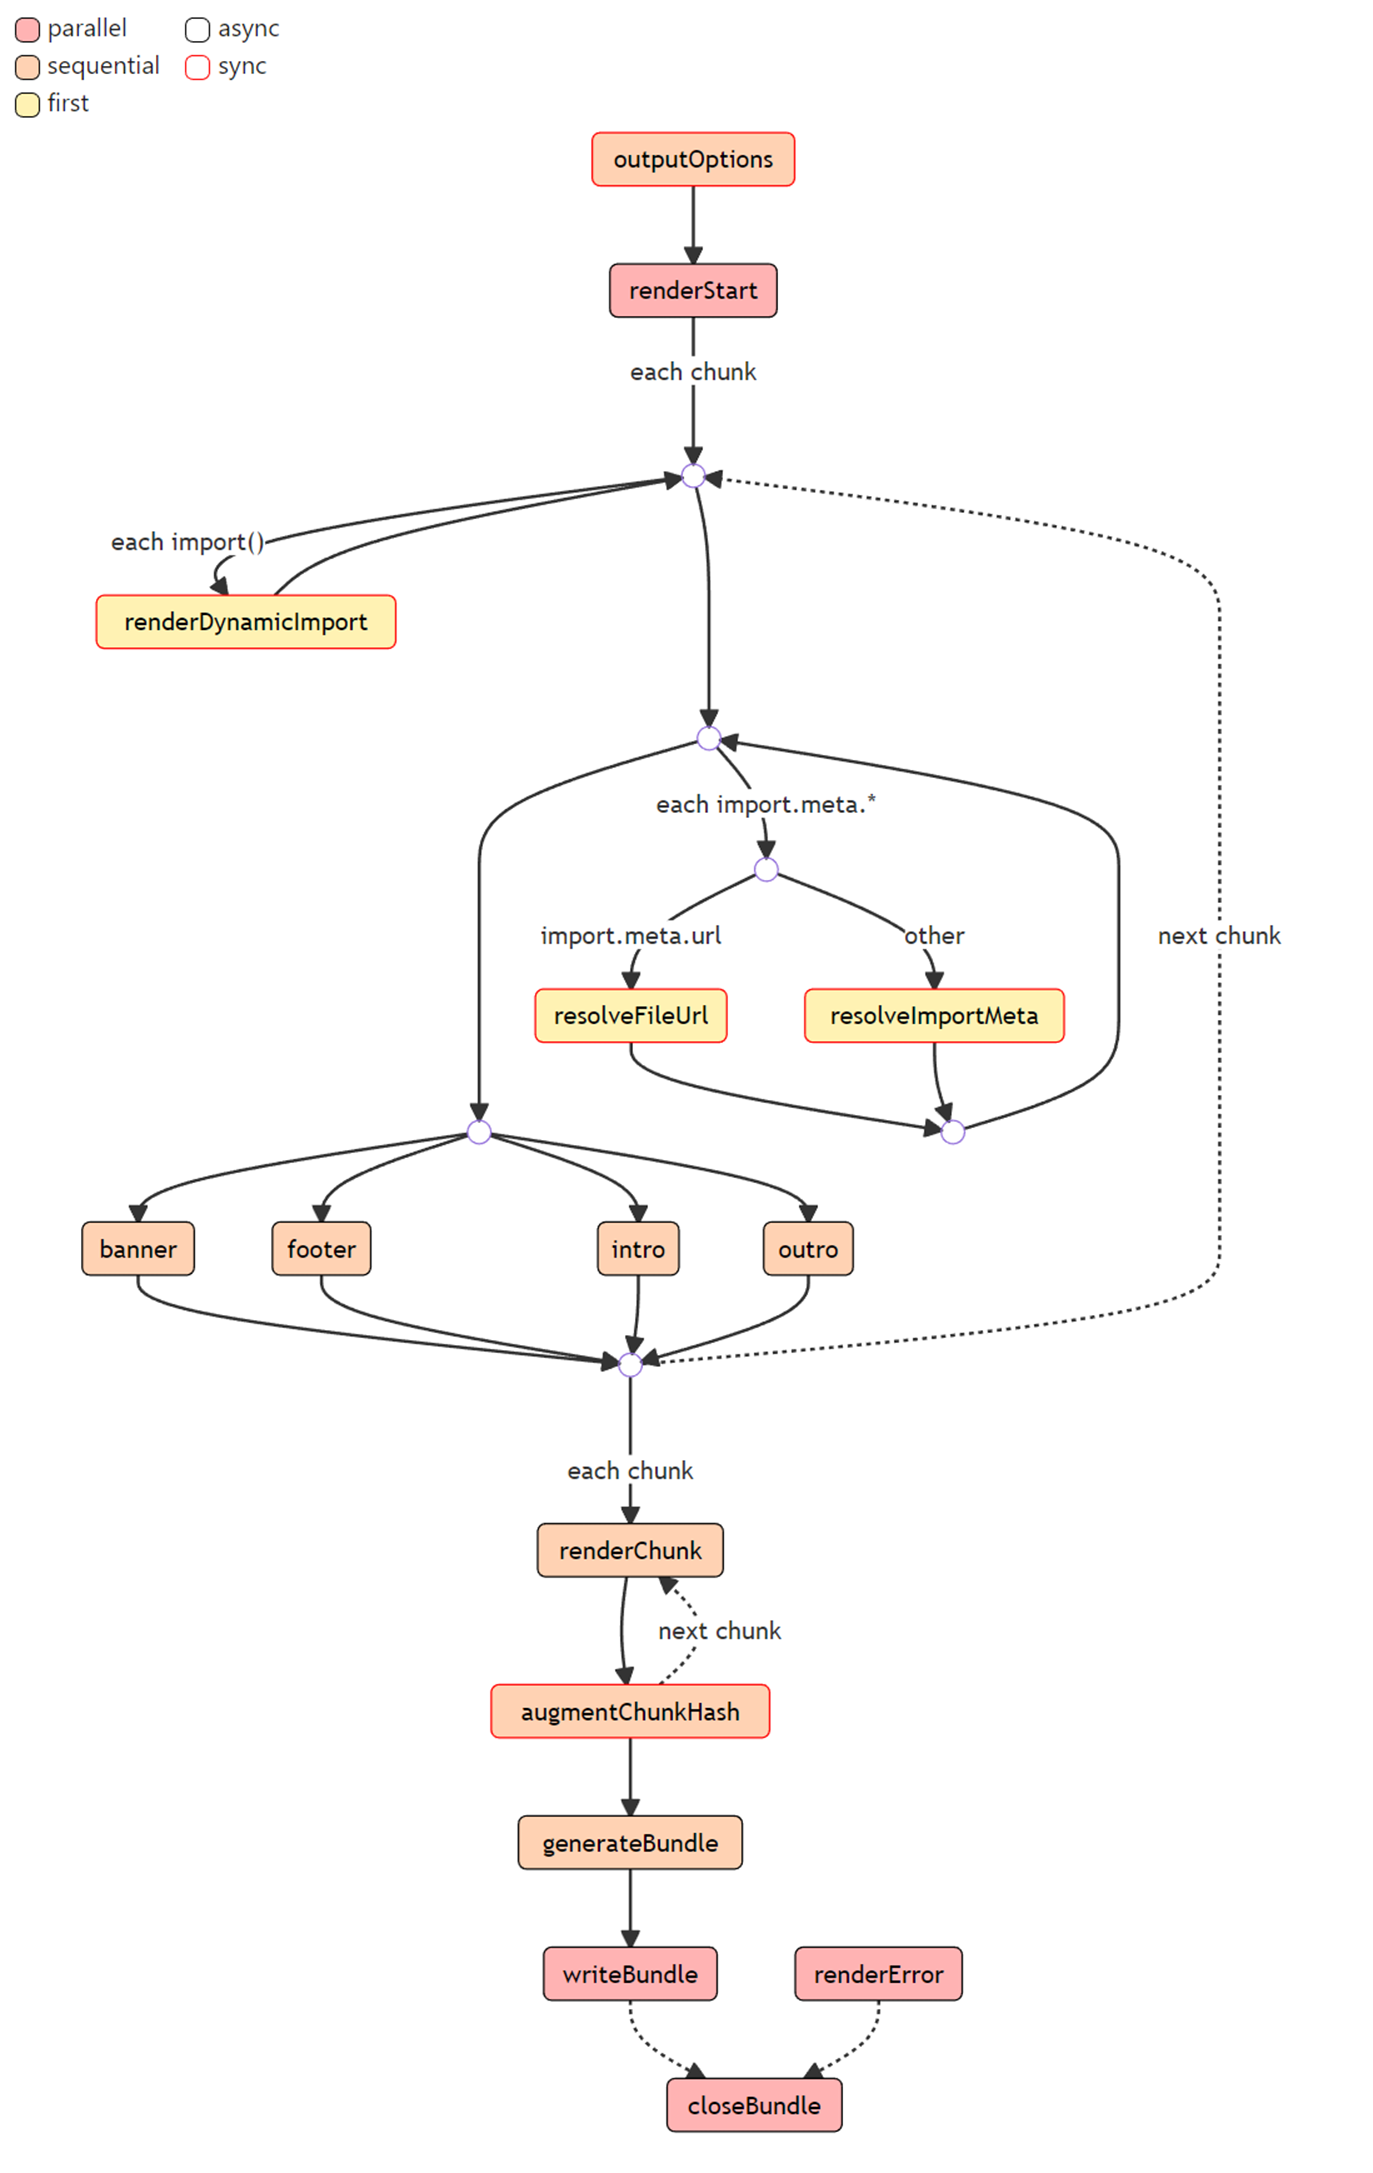 parallel
async
sequential
sync
first
outputOptions
renderStart
each chunk
each import()
renderDynamicImport
each import.meta.*
import.meta.url
other
next chunk
resolveFileUrl
resolveImportMeta
banner
footer
intro
outro
each chunk
renderChunk
next chunk
augmentChunkHash
generateBundle
writeBundle
renderError
closeBundle